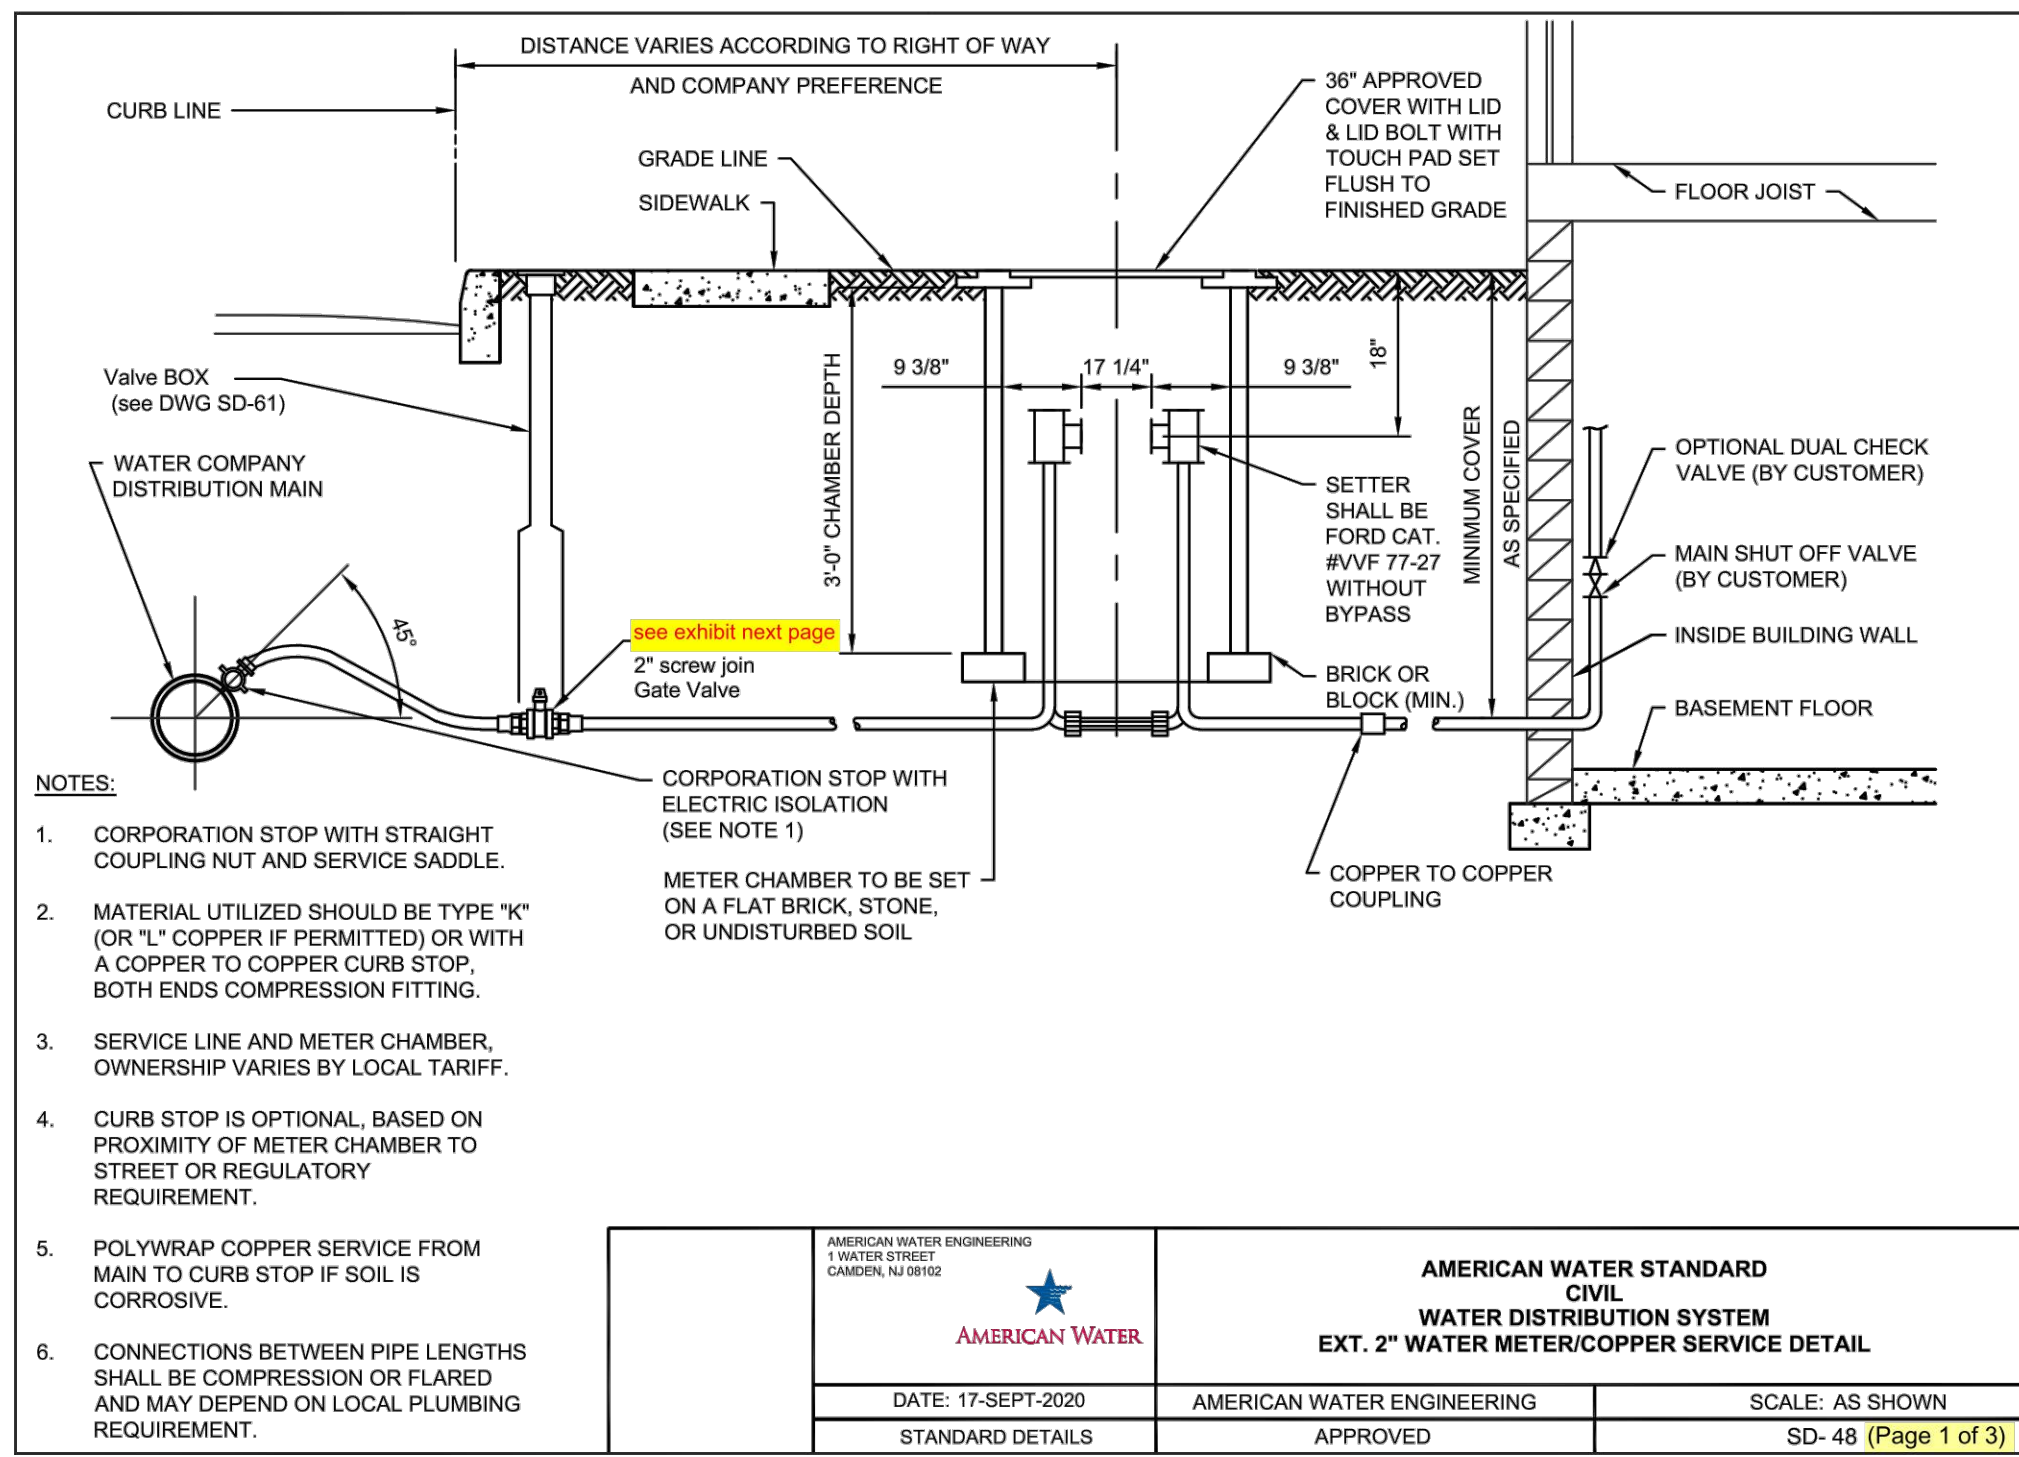 DISTANCE VARIES ACCORDING TO RIGHT OF WAY
AND COMPANY PREFERENCE
CURB LINE
GRADE LINE
SIDEWALK
36" APPROVED
COVER WITH LID
& LID BOLT WITH
TOUCH PAD SET
FLUSH TO
FINISHED GRADE
FLOOR JOIST
Valve BOX
(see DWG SD-61)
WATER COMPANY
DISTRIBUTION MAIN
45°
3'-0" CHAMBER DEPTH
9 3/8"
17 1/4"
9 3/8"
18"
MINIMUM COVER
AS SPECIFIED
SETTER
SHALL BE
FORD CAT.
#VVF 77-27
WITHOUT
BYPASS
OPTIONAL DUAL CHECK
VALVE (BY CUSTOMER)
MAIN SHUT OFF VALVE
(BY CUSTOMER)
INSIDE BUILDING WALL
BASEMENT FLOOR
see exhibit next page
2" screw join
Gate Valve
BRICK OR
BLOCK (MIN.)
CORPORATION STOP WITH
ELECTRIC ISOLATION
(SEE NOTE 1)
METER CHAMBER TO BE SET
ON A FLAT BRICK, STONE,
OR UNDISTURBED SOIL
COPPER TO COPPER
COUPLING
NOTES:
1. CORPORATION STOP WITH STRAIGHT
COUPLING NUT AND SERVICE SADDLE.
2. MATERIAL UTILIZED SHOULD BE TYPE "K"
(OR "L" COPPER IF PERMITTED) OR WITH
A COPPER TO COPPER CURB STOP,
BOTH ENDS COMPRESSION FITTING.
3. SERVICE LINE AND METER CHAMBER,
OWNERSHIP VARIES BY LOCAL TARIFF.
4. CURB STOP IS OPTIONAL, BASED ON
PROXIMITY OF METER CHAMBER TO
STREET OR REGULATORY
REQUIREMENT.
5. POLYWRAP COPPER SERVICE FROM
MAIN TO CURB STOP IF SOIL IS
CORROSIVE.
6. CONNECTIONS BETWEEN PIPE LENGTHS
SHALL BE COMPRESSION OR FLARED
AND MAY DEPEND ON LOCAL PLUMBING
REQUIREMENT.
AMERICAN WATER ENGINEERING
1 WATER STREET
CAMDEN, NJ 08102
AMERICAN WATER
AMERICAN WATER STANDARD
CIVIL
WATER DISTRIBUTION SYSTEM
EXT. 2" WATER METER/COPPER SERVICE DETAIL
DATE: 17-SEPT-2020
AMERICAN WATER ENGINEERING
SCALE: AS SHOWN
STANDARD DETAILS
APPROVED
SD- 48 (Page 1 of 3)